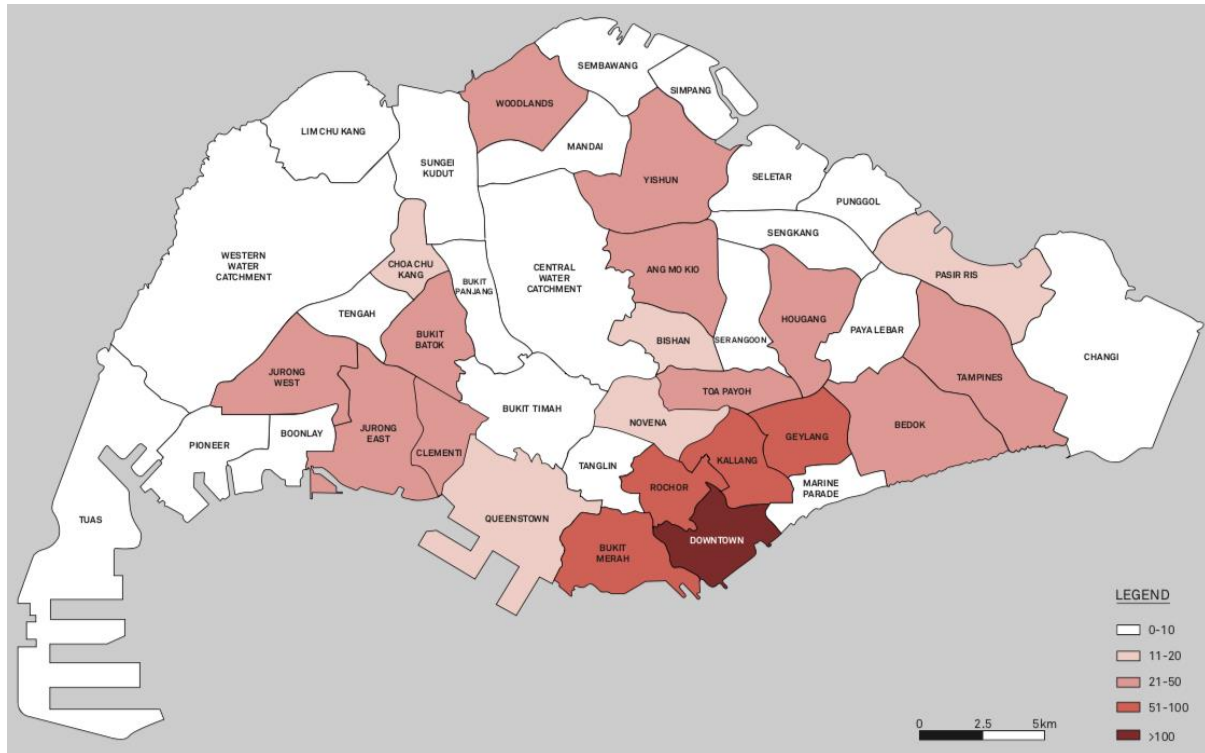 SEMBAWANG
SIMPANG
WOODLANDS
LIM CHU KANG
MANDAI
SUNGEI
KUDUT
YISHUN
SELETAR
PUNGGOL
SENGKANG
WESTERN
WATER
CATCHMENT
CHOA CHU
KANG
BUKIT
PANJANG
CENTRAL
WATER
CATCHMENT
ANG MO KIO
PASIR RIS
TENGAH
HOUGANG
PAYA LEBAR
BUKIT
BATOK
BISHAN
SERANGOON
CHANGI
JURONG
WEST
TAMPINES
TOA PAYOH
BUKIT TIMAH
NOVENA
BEDOK
PIONEER
BOONLAY
JURONG
EAST
CLEMENTI
GEYLANG
KALLANG
TANGLIN
ROCHOR
MARINE
PARADE
TUAS
QUEENSTOWN
DOWNTOWN
BUKIT
MERAH
LEGEND
0-10
11-20
21-50
51-100
>100
0 2.5 5km